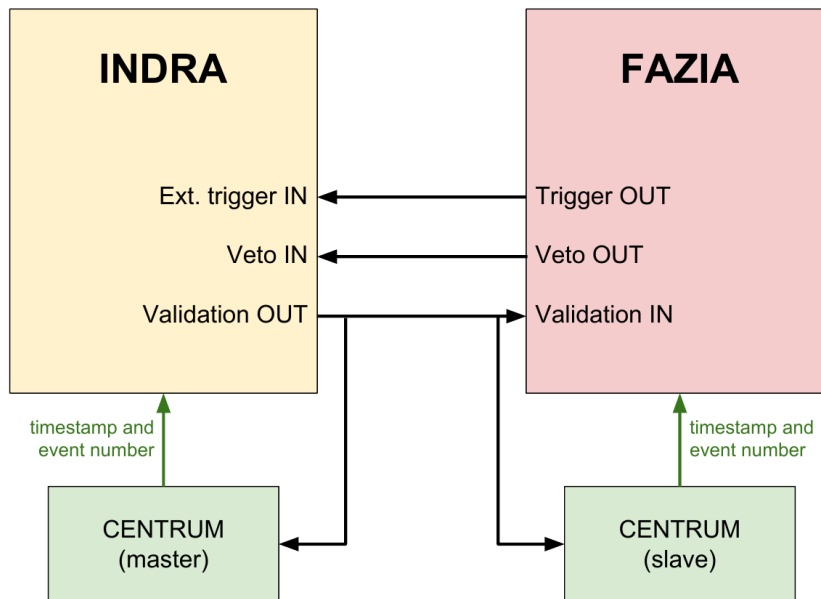 INDRA
FAZIA
Ext. trigger IN
Trigger OUT
Veto IN
Veto OUT
Validation OUT
Validation IN
timestamp and
event number
timestamp and
event number
CENTRUM
(master)
CENTRUM
(slave)